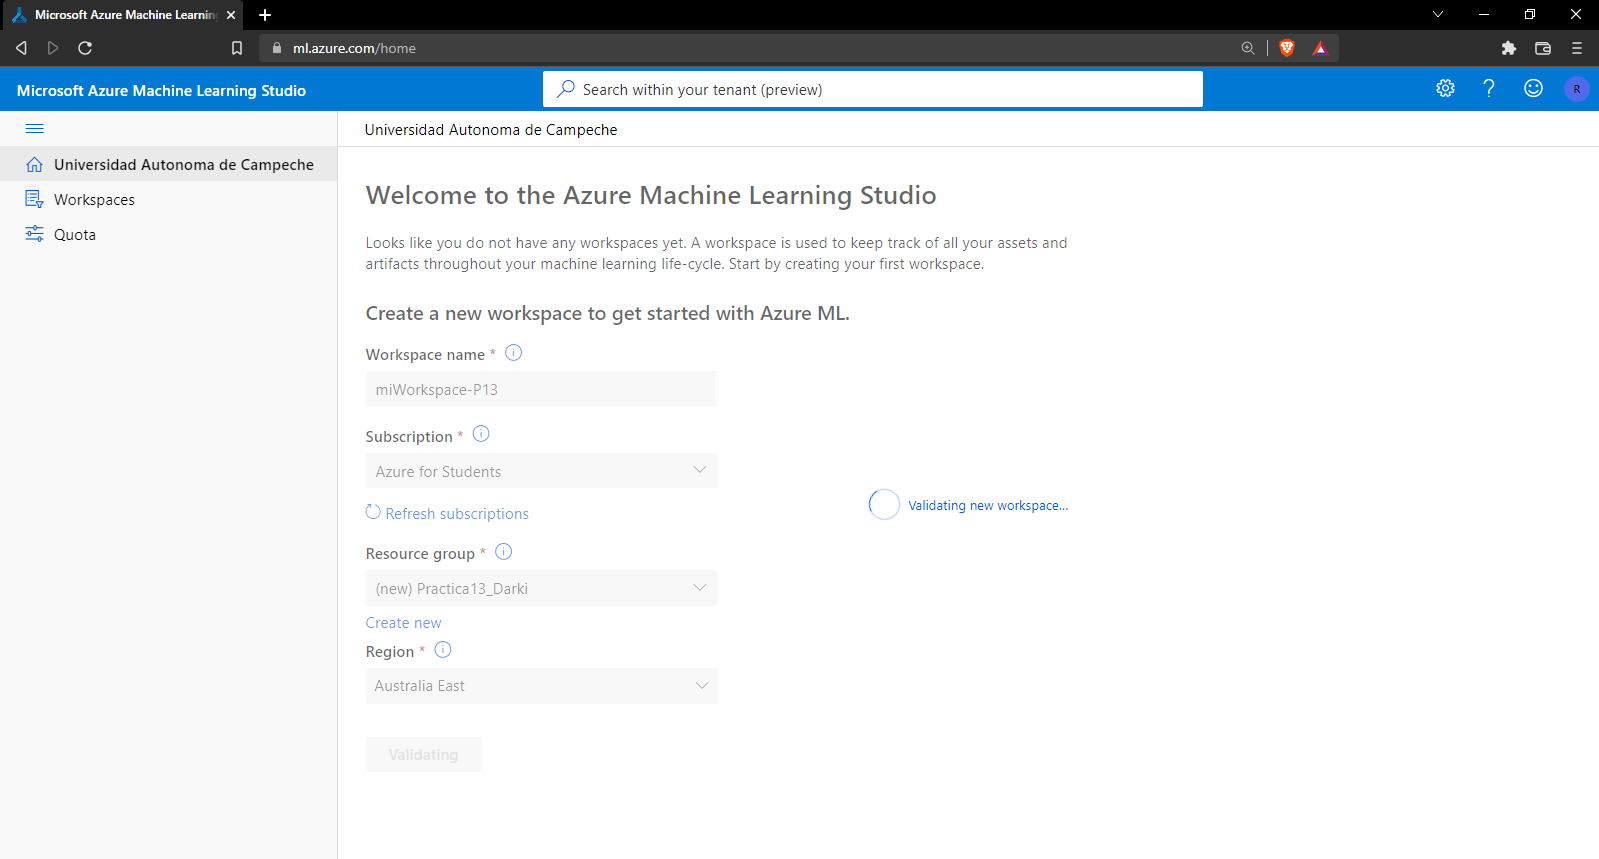 Microsoft Azure Machine Learning
ml.azure.com/home
Microsoft Azure Machine Learning Studio
Search within your tenant (preview)
R
Universidad Autonoma de Campeche
Workspaces
Quota
Universidad Autonoma de Campeche
Welcome to the Azure Machine Learning Studio
Looks like you do not have any workspaces yet. A workspace is used to keep track of all your assets and
artifacts throughout your machine learning life-cycle. Start by creating your first workspace.
Create a new workspace to get started with Azure ML.
Workspace name *
miWorkspace-P13
Subscription *
Azure for Students
Refresh subscriptions
Validating new workspace...
Resource group *
(new) Practica13_Darki
Create new
Region *
Australia East
Validating